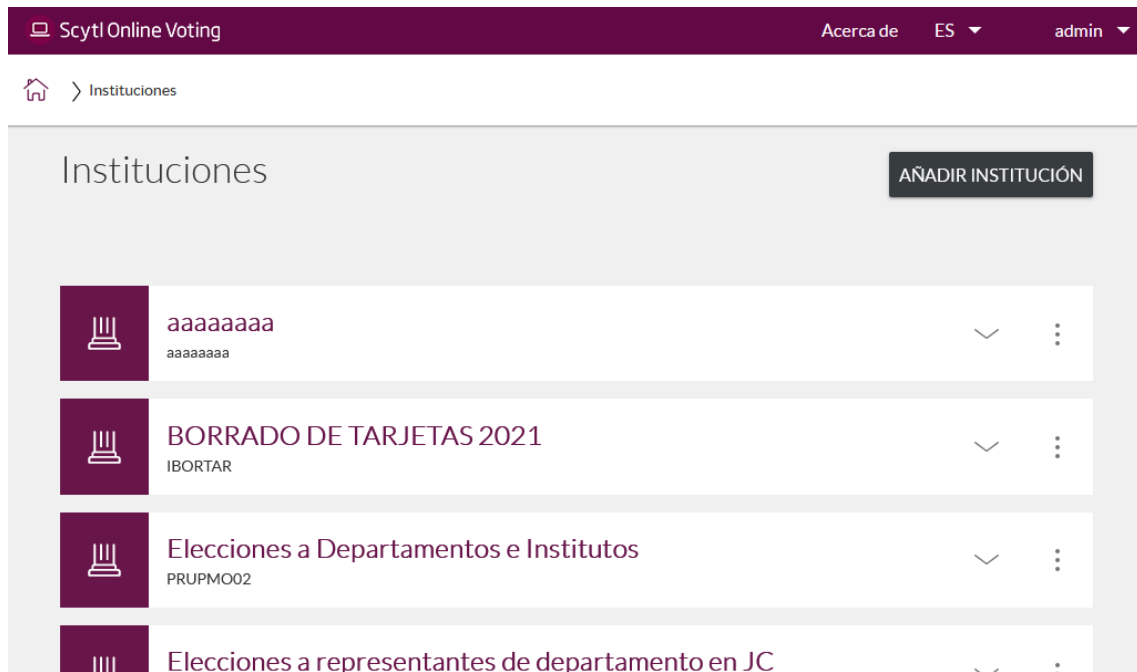 Scytl Online Voting Acerca de ES admin
Instituciones
Instituciones AÑADIR INSTITUCIÓN
aaaaaaaa
aaaaaaaa
BORRADO DE TARJETAS 2021
IBORTAR
Elecciones a Departamentos e Institutos
PRUPMO02
Elecciones a representantes de departamento en JC